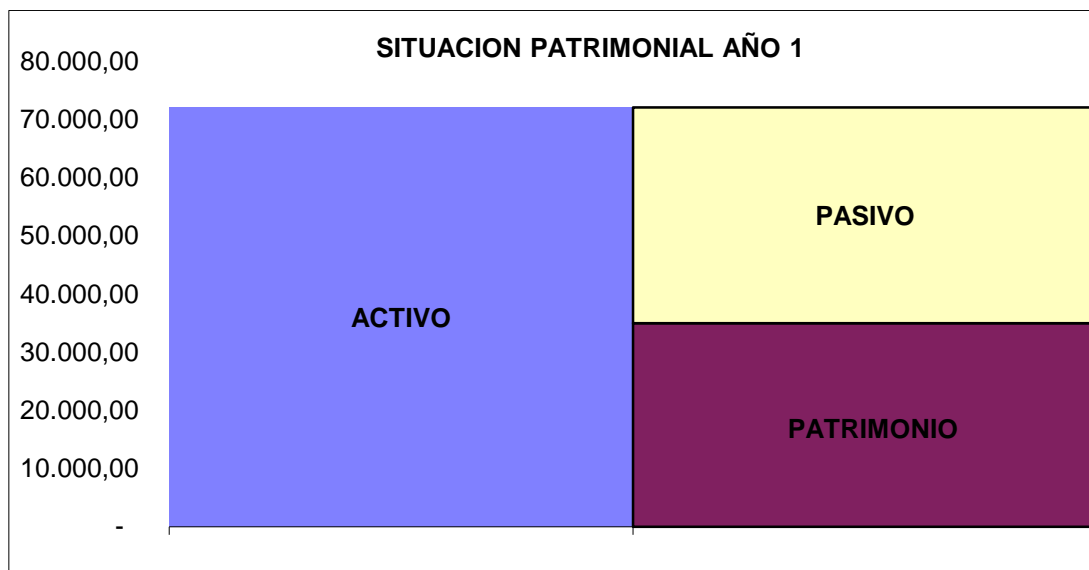 SITUACION PATRIMONIAL AÑO 1
80.000,00
70.000,00
60.000,00
50.000,00
40.000,00
30.000,00
20.000,00
10.000,00
-
ACTIVO
PASIVO
PATRIMONIO